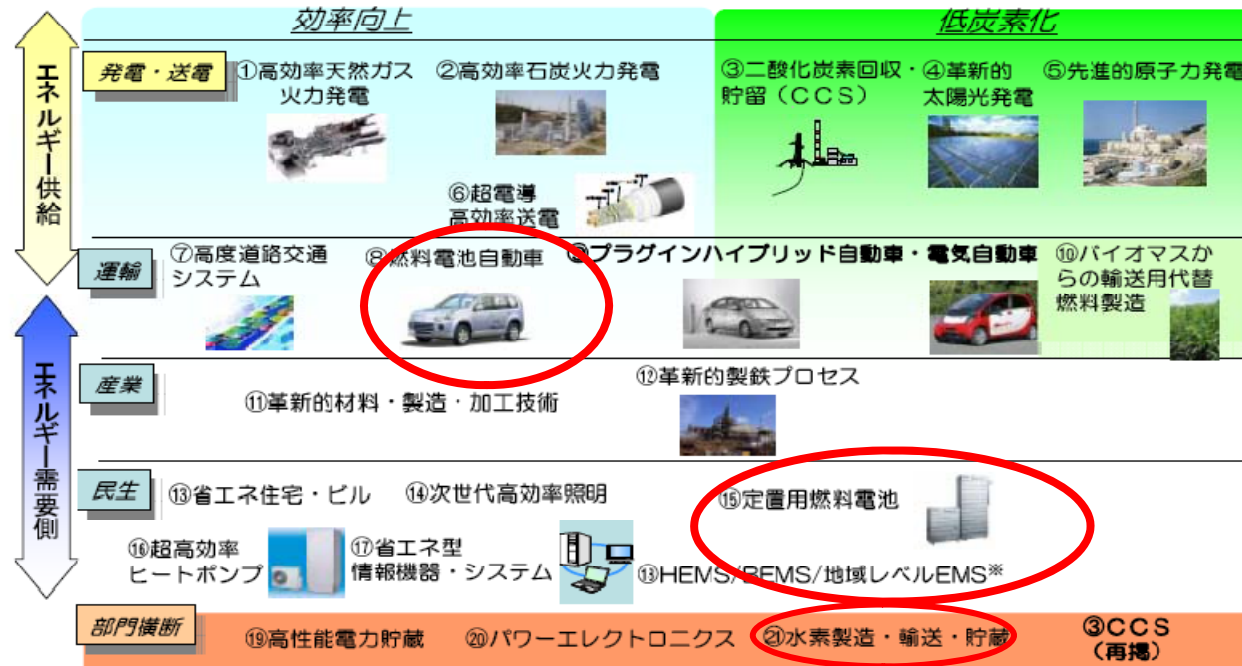 効率向上
低炭素化
エネルギー供給
発電・送電
①高効率天然ガス
火力発電
②高効率石炭火力発電
③二酸化炭素回収・
貯留(CCS)
④革新的
太陽光発電
⑤先進的原子力発電
⑥超電導
高効率送電
運輸
⑦高度道路交通
システム
⑧燃料電池自動車
⑨プラグインハイブリッド自動車・電気自動車
⑩バイオマスか
らの輸送用代替
燃料製造
エネルギー需要側
産業
⑪革新的材料・製造・加工技術
⑫革新的製鉄プロセス
民生
⑬省エネ住宅・ビル
⑭次世代高効率照明
⑮定置用燃料電池
⑯超高効率
ヒートポンプ
⑰省エネ型
情報機器・システム
⑱HEMS/BEMS/地域レベルEMS※
部門横断
⑲高性能電力貯蔵
⑳パワーエレクトロニクス
㉑水素製造・輸送・貯蔵
③CCS
(再掲)